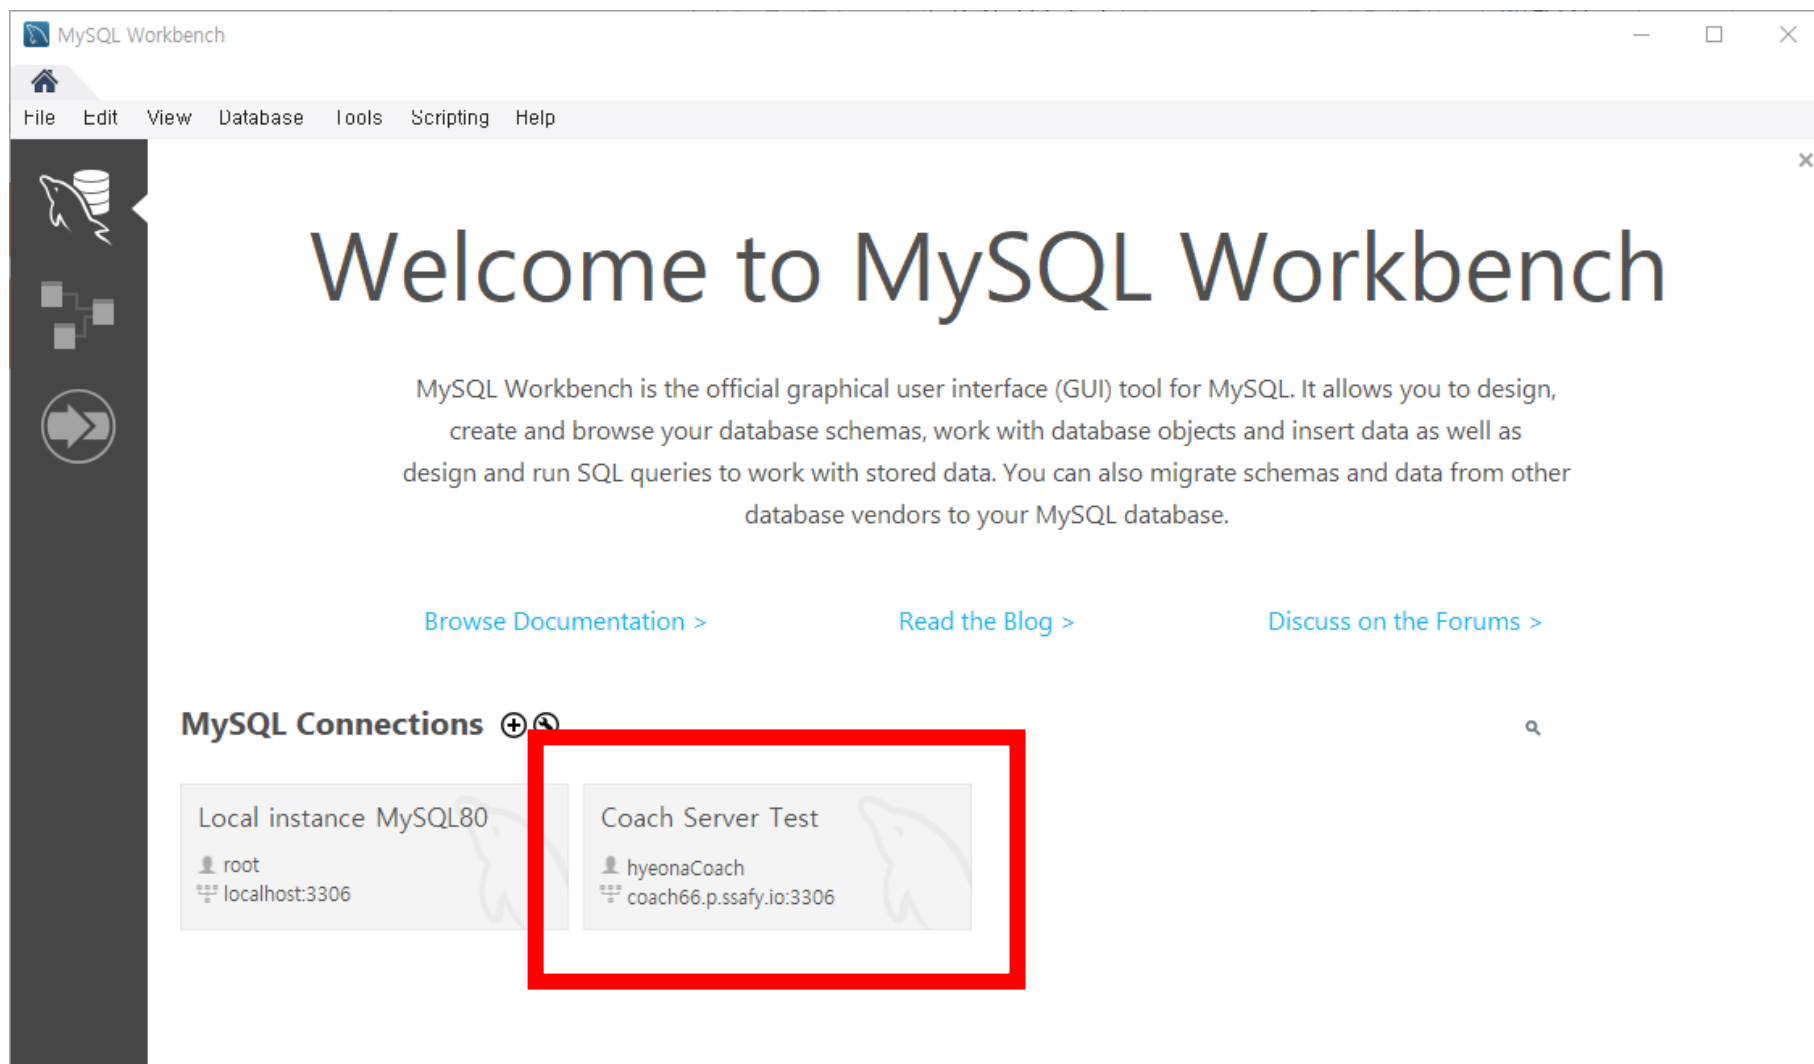 MySQL Workbench
File Edit View Database Tools Scripting Help
Welcome to MySQL Workbench
MySQL Workbench is the official graphical user interface (GUI) tool for MySQL. It allows you to design,
create and browse your database schemas, work with database objects and insert data as well as
design and run SQL queries to work with stored data. You can also migrate schemas and data from other
database vendors to your MySQL database.
Browse Documentation >
Read the Blog >
Discuss on the Forums >
MySQL Connections
Local instance MySQL80
root
localhost:3306
Coach Server Test
hyeonaCoach
coach66.p.ssafy.io:3306